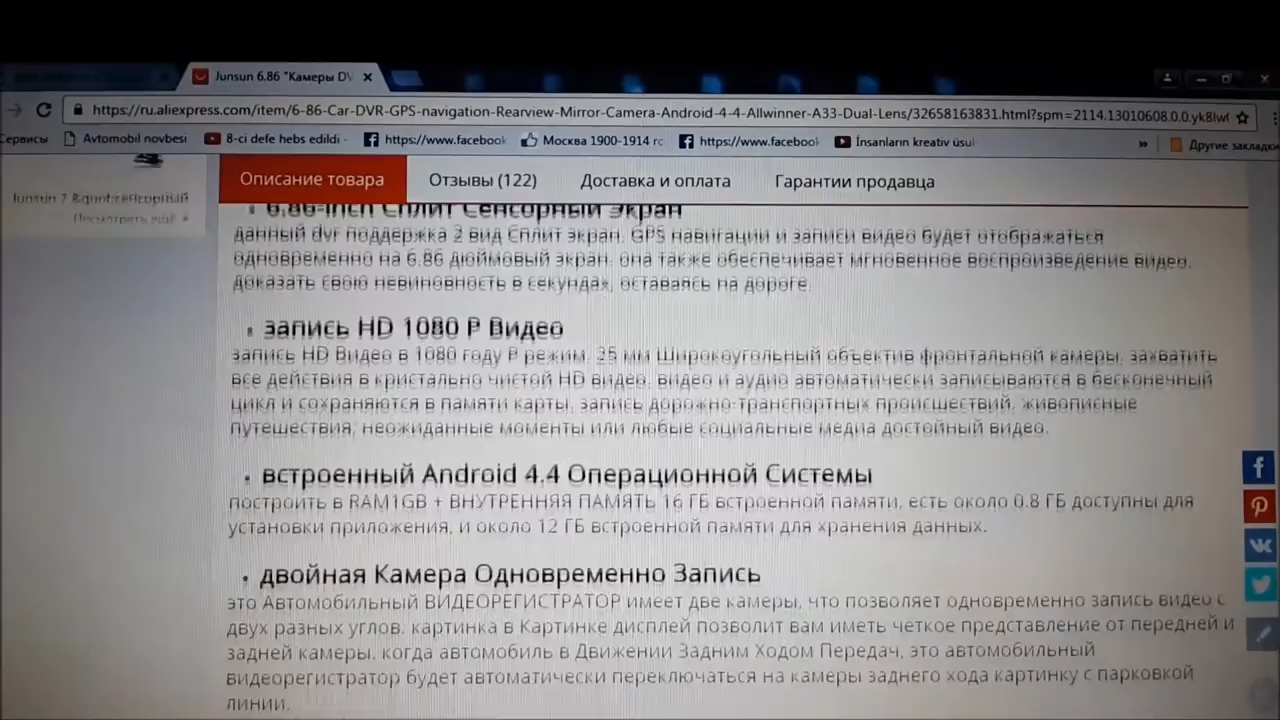 Junsun 6.86 "Камеры DV
https://ru.aliexpress.com/item/6-86-Car-DVR-GPS-navigation-Rearview-Mirror-Camera-Android-4-4-Allwinner-A33-Dual-Lens/32658163831.html?spm=2114.13010608.0.0.yk8lwl
Сервисы Avtomobil novbesi 8-ci defe hebs edildi - https://www.facebook Москва 1900-1914 гс https://www.facebook İnsanların kreativ üsul » Другие закладки
Junsun 7 &quot;сенсорный
Посмотреть ещё
Описание товара Отзывы (122) Доставка и оплата Гарантии продавца
6.86-inch Сплит Сенсорный Экран
данный dvr поддержка 2 вид Сплит экран. GPS навигации и записи видео будет отображаться
одновременно на 6.86 дюймовый экран. она также обеспечивает мгновенное воспроизведение видео.
доказать свою невиновность в секундах, оставаясь на дороге.
запись HD 1080 P Видео
запись HD Видео в 1080 году P режим. 25 мм Широкоугольный объектив фронтальной камеры. захватить
все действия в кристально чистой HD видео. видео и аудио автоматически записываются в бесконечный
цикл и сохраняются в памяти карты. запись дорожно-транспортных происшествий, живописные
путешествия, неожиданные моменты или любые социальные медиа достойный видео.
встроенный Android 4.4 Операционной Системы
построить в RAM1GB + ВНУТРЕННЯЯ ПАМЯТЬ 16 ГБ встроенной памяти, есть около 0.8 ГБ доступны для
установки приложения, и около 12 ГБ встроенной памяти для хранения данных.
двойная Камера Одновременно Запись
это Автомобильный ВИДЕОРЕГИСТРАТОР имеет две камеры, что позволяет одновременно запись видео с
двух разных углов. картинка в Картинке дисплей позволит вам иметь четкое представление от передней и
задней камеры. когда автомобиль в Движении Задним Ходом Передач, это автомобильный
видеорегистратор будет автоматически переключаться на камеры заднего хода картинку с парковкой
линии.